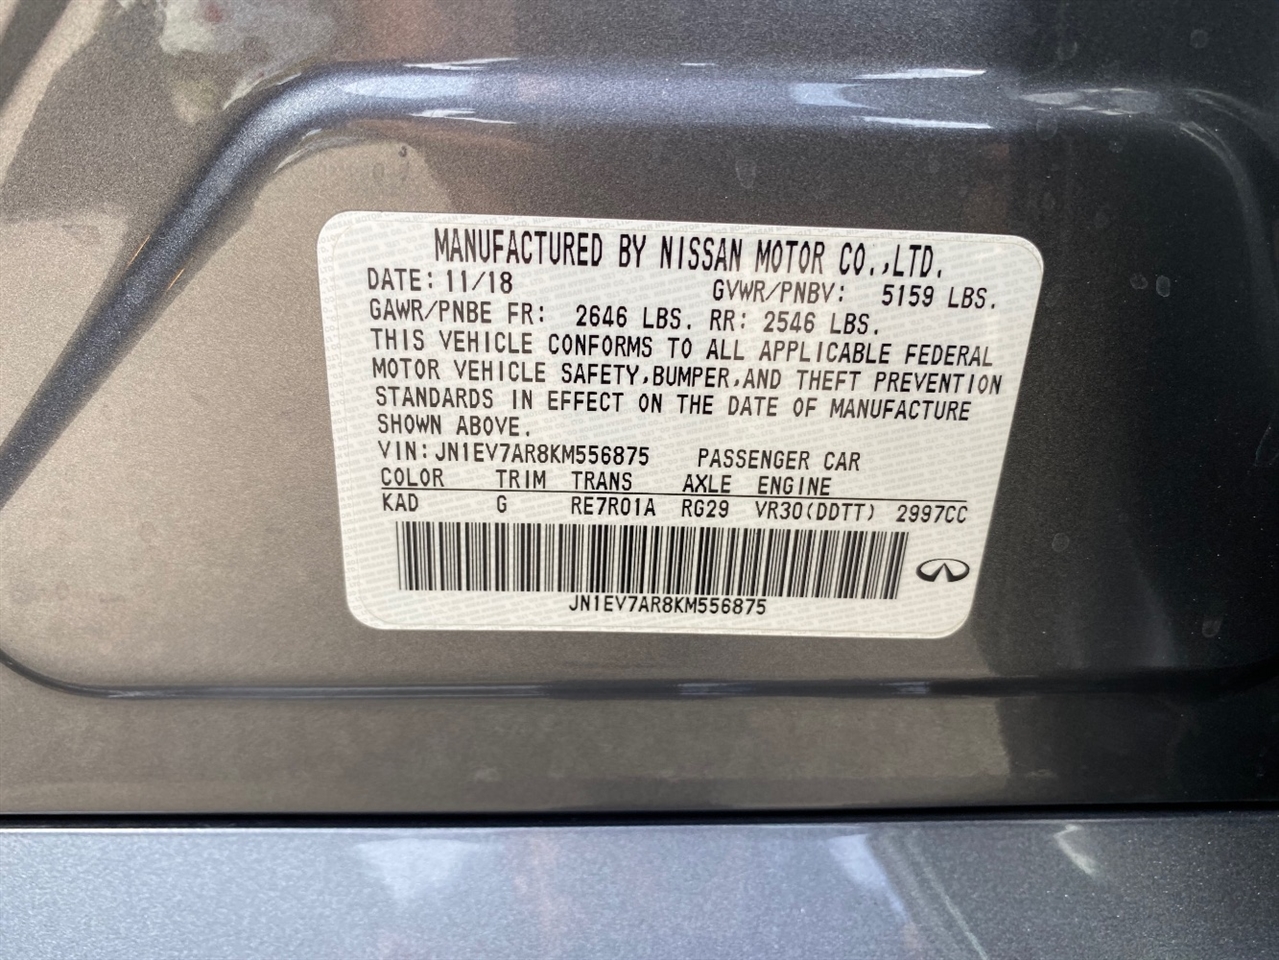 MANUFACTURED BY NISSAN MOTOR CO.,LTD.
DATE: 11/18 GVWR/PNBV: 5159 LBS.
GAWR/PNBE FR: 2646 LBS. RR: 2546 LBS.
THIS VEHICLE CONFORMS TO ALL APPLICABLE FEDERAL
MOTOR VEHICLE SAFETY,BUMPER,AND THEFT PREVENTION
STANDARDS IN EFFECT ON THE DATE OF MANUFACTURE
SHOWN ABOVE.
VIN: JN1EV7AR8KM556875 PASSENGER CAR
COLOR TRIM TRANS AXLE ENGINE
KAD G RE7R01A RG29 VR30(DDTT) 2997CC
JN1EV7AR8KM556875